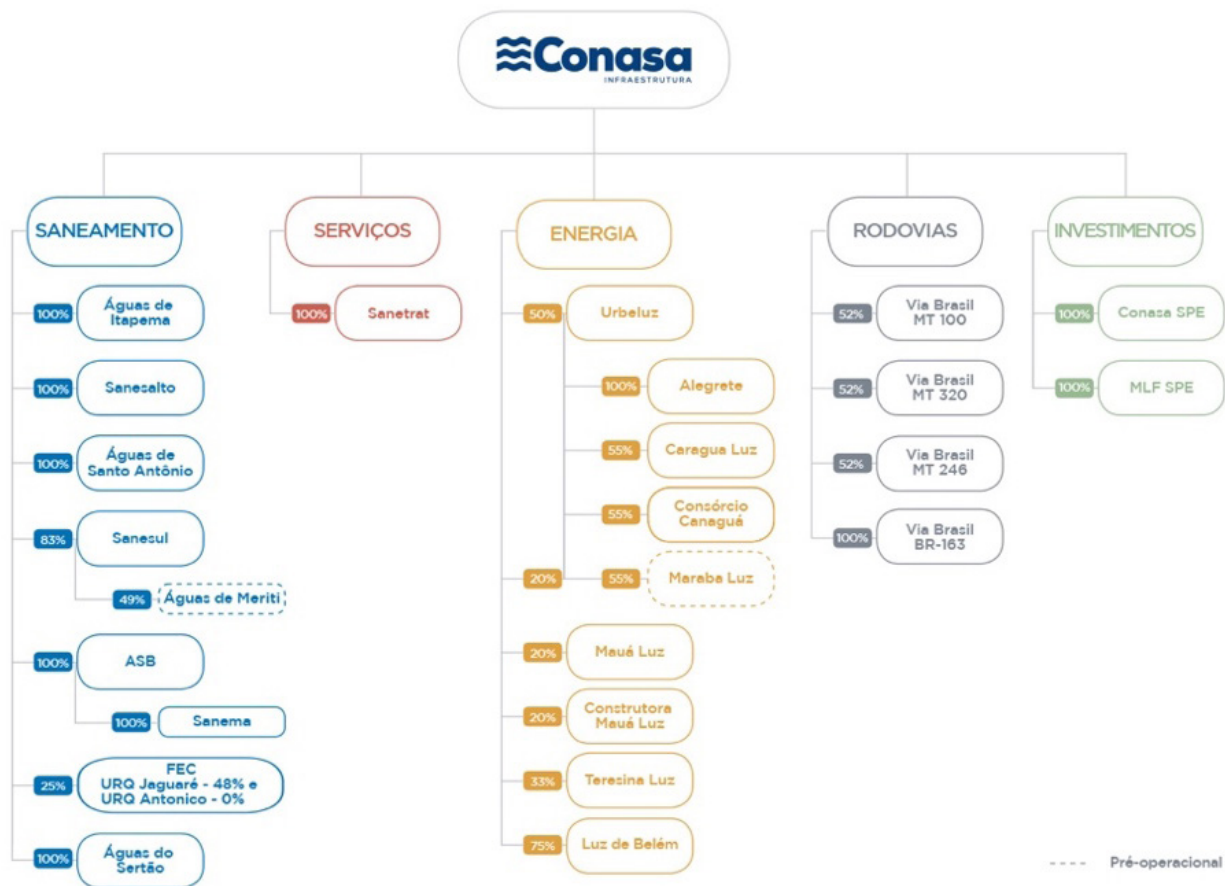 Conasa
INFRAESTRUTURA
SANEAMENTO
100%
Águas de
Itapema
100%
Sanesalto
100%
Águas de
Santo Antônio
83%
Sanesul
49%
Águas de Meriti
100%
ASB
100%
Sanema
25%
FEC
URQ Jaguaré - 48% e
URQ Antonico - 0%
100%
Águas do
Sertão
SERVIÇOS
100%
Sanetrat
ENERGIA
50%
Urbeluz
100%
Alegrete
55%
Caragua Luz
55%
Consórcio
Canaguá
20%
55%
Maraba Luz
20%
Mauá Luz
20%
Construtora
Mauá Luz
33%
Teresina Luz
75%
Luz de Belém
RODOVIAS
52%
Via Brasil
MT 100
52%
Via Brasil
MT 320
52%
Via Brasil
MT 246
100%
Via Brasil
BR-163
INVESTIMENTOS
100%
Conasa SPE
100%
MLF SPE
Pré-operacional